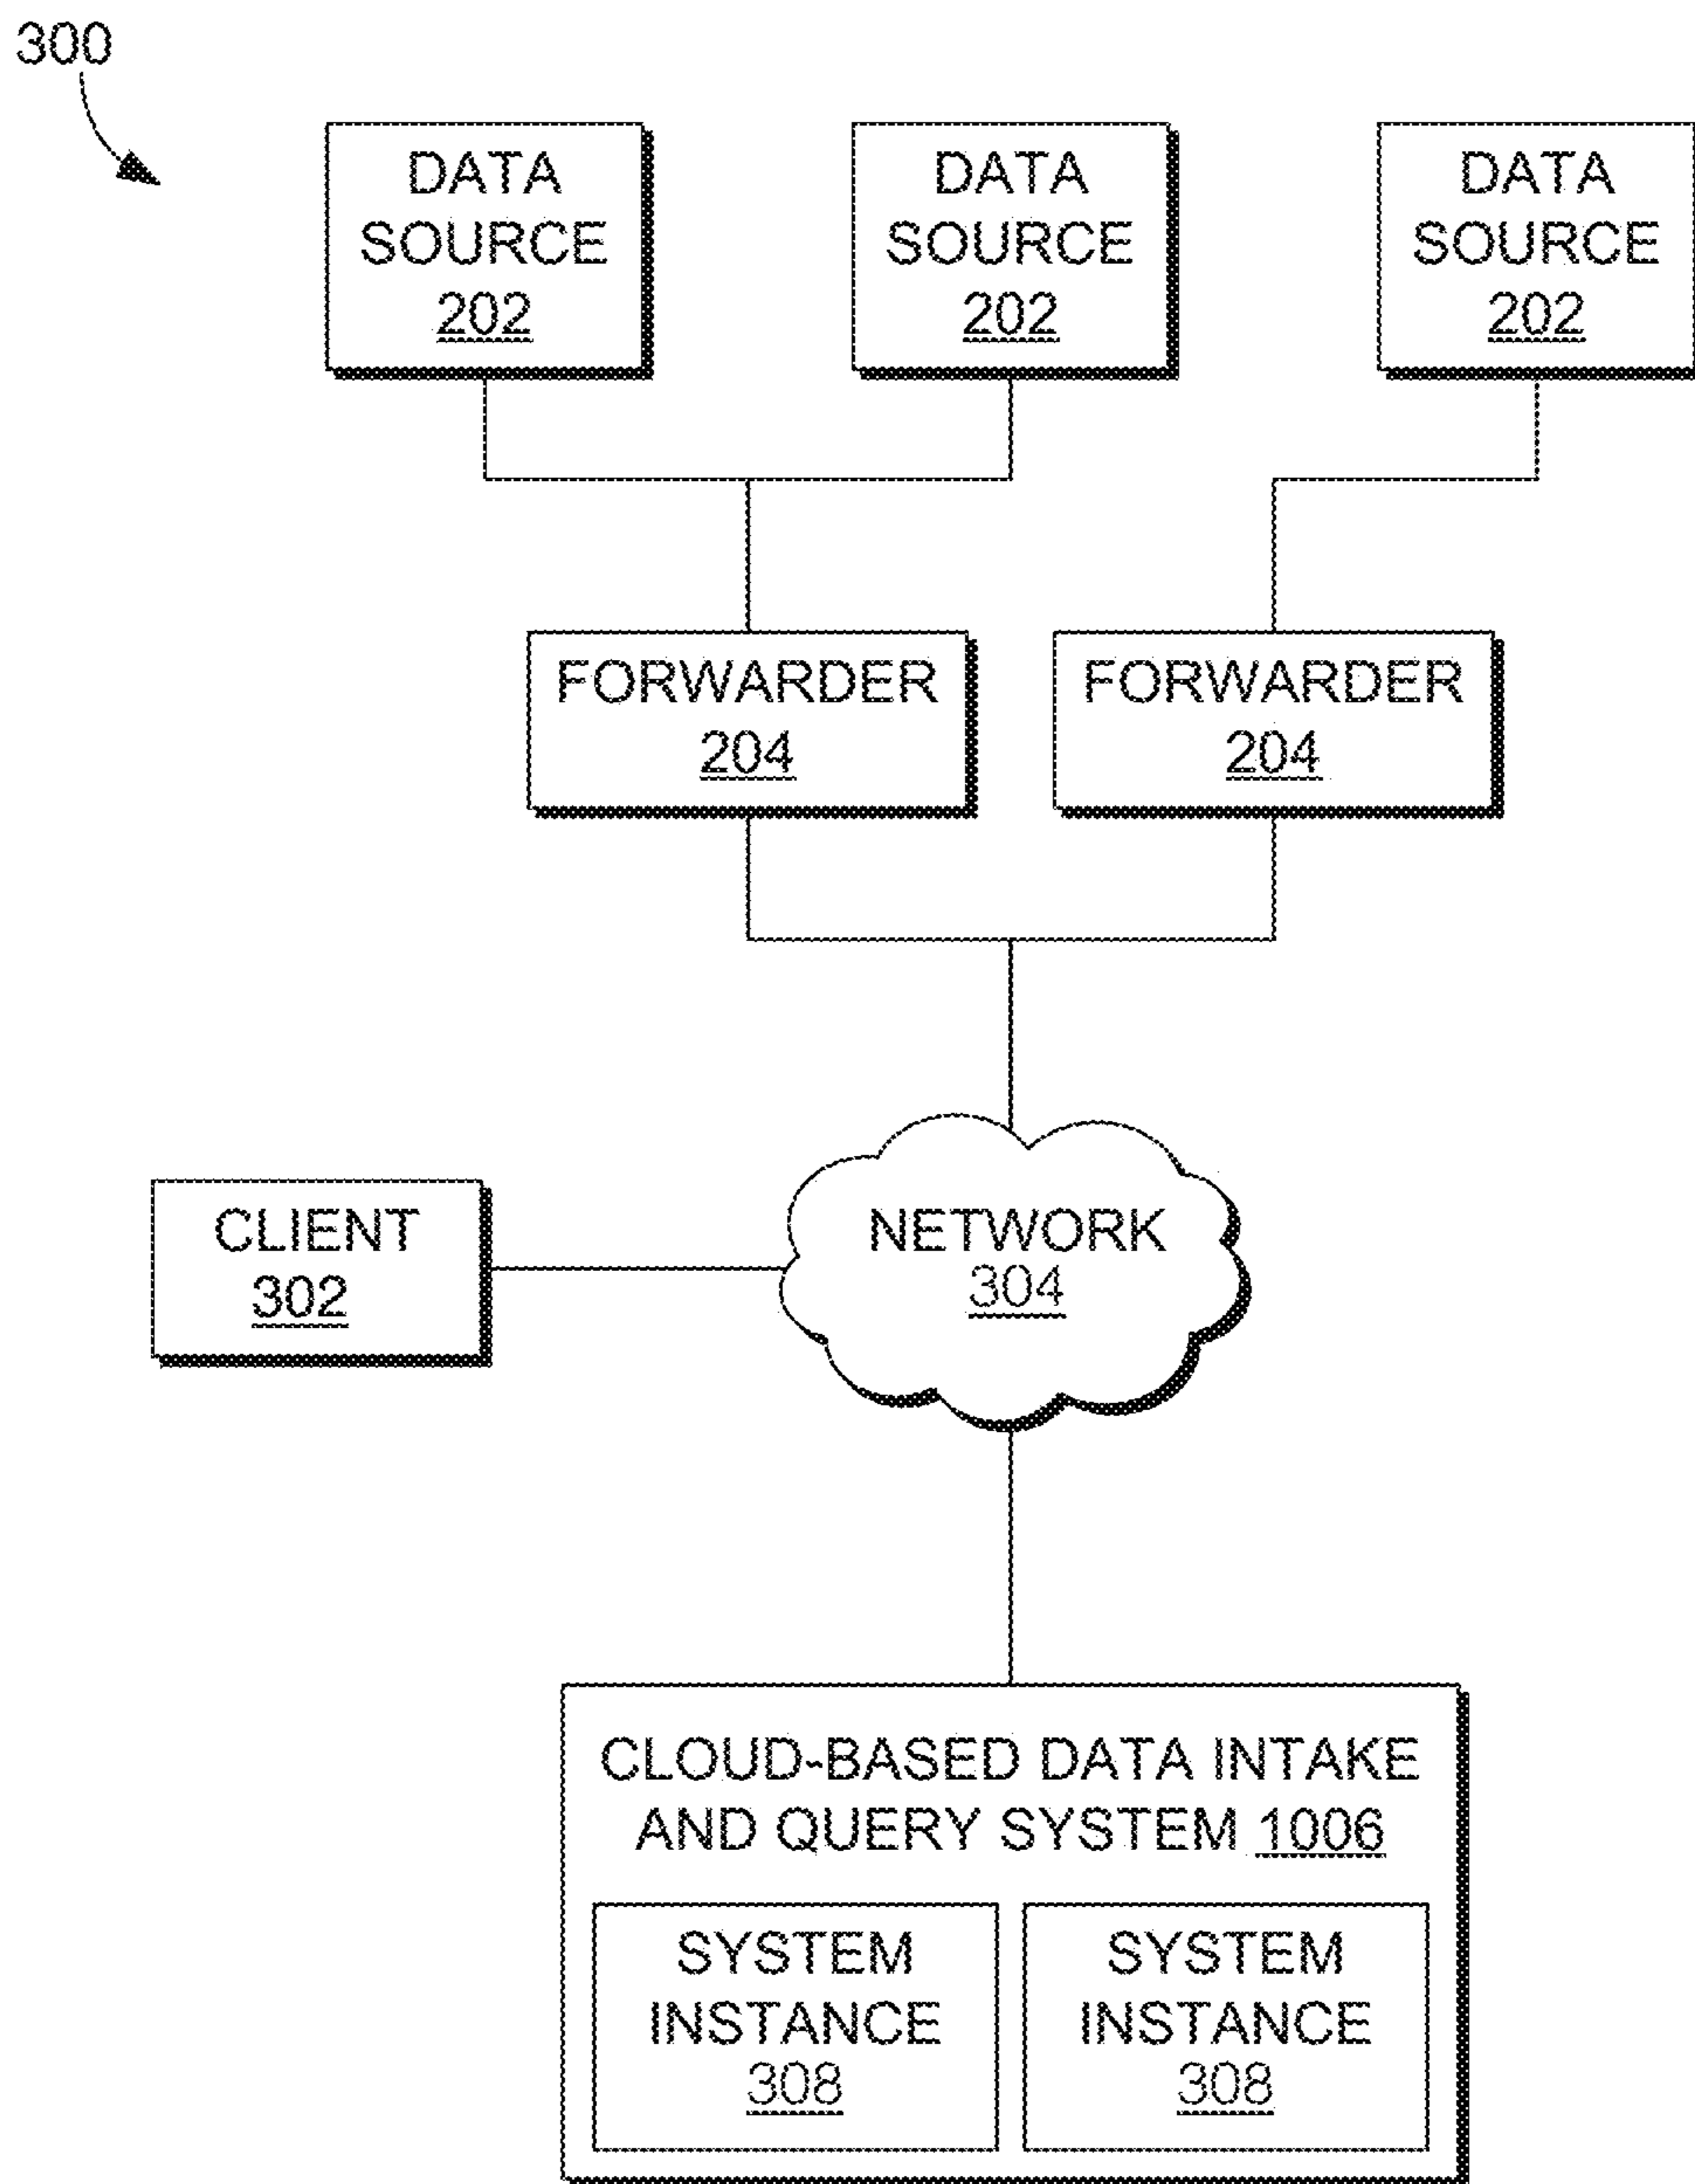 300
DATA
SOURCE
202
DATA
SOURCE
202
DATA
SOURCE
202
FORWARDER
204
FORWARDER
204
CLIENT
302
NETWORK
304
CLOUD-BASED DATA INTAKE
AND QUERY SYSTEM 1006
SYSTEM
INSTANCE
308
SYSTEM
INSTANCE
308